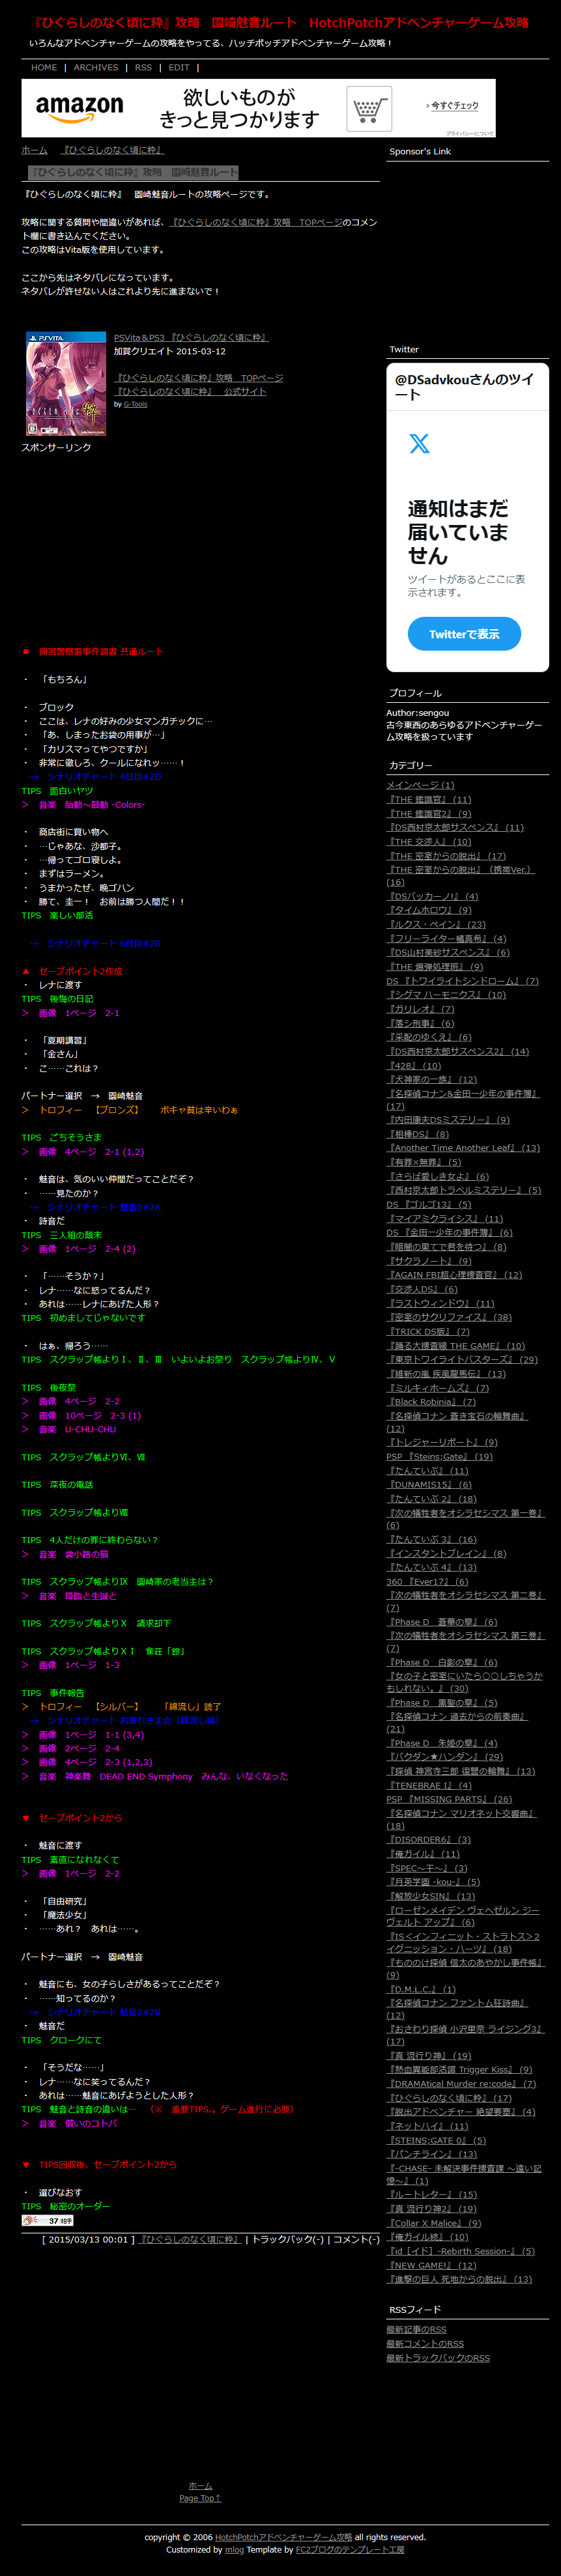 『ひぐらしのなく頃に粋』攻略　園崎魅音ルート　HotchPotchアドベンチャーゲーム攻略
いろんなアドベンチャーゲームの攻略をやってる、ハッチポッチアドベンチャーゲーム攻略！
HOME | ARCHIVES | RSS | EDIT |
amazon
欲しいものが
きっと見つかります
› 今すぐチェック
プライバシーについて
ホーム　『ひぐらしのなく頃に粋』
『ひぐらしのなく頃に粋』攻略　園崎魅音ルート
『ひぐらしのなく頃に粋』　園崎魅音ルートの攻略ページです。
攻略に関する質問や間違いがあれば、『ひぐらしのなく頃に粋』攻略　TOPページのコメン
ト欄に書き込んでください。
この攻略はVita版を使用しています。
ここから先はネタバレになっています。
ネタバレが許せない人はこれより先に進まないで！
PSVITA
PSVita＆PS3 『ひぐらしのなく頃に粋』
加賀クリエイト 2015-03-12
『ひぐらしのなく頃に粋』攻略　TOPページ
『ひぐらしのなく頃に粋』　公式サイト
by G-Tools
スポンサーリンク
■　興宮警察署事件調書 共通ルート
・　「もちろん」
・　ブロック
・　ここは、レナの好みの少女マンガチックに…
・　「あ、しまったお袋の用事が…」
・　「カリスマってやつですか」
・　非常に徹しろ、クールになれッ……！
　→　シナリオチャート 4日目#2D
TIPS　面白いヤツ
＞　音楽　胎動～鼓動 -Colors-
・　商店街に買い物へ
・　…じゃあな、沙都子。
・　…帰ってゴロ寝しよ。
・　まずはラーメン。
・　うまかったぜ、晩ゴハン
・　勝て、圭一！　お前は勝つ人間だ！！
TIPS　楽しい部活
　→　シナリオチャート 6日目#2B
▲　セーブポイント2作成
・　レナに渡す
TIPS　後悔の日記
＞　画像　1ページ　2-1
・　「夏期講習」
・　「金さん」
・　こ……これは？
パートナー選択　→　園崎魅音
＞　トロフィー　【ブロンズ】　　ボキャ貧は辛いわぁ
TIPS　ごちそうさま
＞　画像　4ページ　2-1 (1,2)
・　魅音は、気のいい仲間だってことだぞ？
・　……見たのか？
　→　シナリオチャート 魅音2#2A
・　詩音だ
TIPS　三人組の顛末
＞　画像　1ページ　2-4 (2)
・　「……そうか？」
・　レナ……なに怒ってるんだ？
・　あれは……レナにあげた人形？
TIPS　初めましてじゃないです
・　はぁ、帰ろう……
TIPS　スクラップ帳よりⅠ、Ⅱ、Ⅲ　いよいよお祭り　スクラップ帳よりⅣ、Ⅴ
TIPS　後夜祭
＞　画像　4ページ　2-2
＞　画像　10ページ　2-3 (1)
＞　音楽　U-CHU-CHU
TIPS　スクラップ帳よりⅥ、Ⅶ
TIPS　深夜の電話
TIPS　スクラップ帳よりⅧ
TIPS　4人だけの罪に終わらない？
＞　音楽　袋小路の猫
TIPS　スクラップ帳よりⅨ　園崎家の老当主は？
＞　音楽　降臨と生誕と
TIPS　スクラップ帳よりⅩ　請求却下
TIPS　スクラップ帳よりⅩⅠ　雀荘「鈴」
＞　画像　1ページ　1-3
TIPS　事件報告
＞　トロフィー　【シルバー】　　「綿流し」読了
　→　シナリオチャート お疲れさま会（綿流し編）
＞　画像　1ページ　1-1 (3,4)
＞　画像　2ページ　2-4
＞　画像　4ページ　2-3 (1,2,3)
＞　音楽　神楽舞　DEAD END Symphony　みんな、いなくなった
▼　セーブポイント2から
・　魅音に渡す
TIPS　素直になれなくて
＞　画像　1ページ　2-2
・　「自由研究」
・　「魔法少女」
・　……あれ？　あれは……。
パートナー選択　→　園崎魅音
・　魅音にも、女の子らしさがあるってことだぞ？
・　……知ってるのか？
　→　シナリオチャート 魅音2#2B
・　魅音だ
TIPS　クロークにて
・　「そうだな……」
・　レナ……なに笑ってるんだ？
・　あれは……魅音にあげようとした人形？
TIPS　魅音と詩音の違いは…　（※　重要TIPS.。ゲーム進行に必要）
＞　音楽　償いのコトバ
▼　TIPS回収後、セーブポイント2から
・　選びなおす
TIPS　秘密のオーダー
37 拍手
[ 2015/03/13 00:01 ] 『ひぐらしのなく頃に粋』 | トラックバック(-) | コメント(-)
ホーム
Page Top↑
Sponsor's Link
Twitter
@DSadvkouさんのツイ
ート
通知はまだ
届いていま
せん
ツイートがあるとここに表
示されます。
Twitterで表示
プロフィール
Author:sengou
古今東西のあらゆるアドベンチャーゲー
ム攻略を扱っています
カテゴリー
メインページ (1)
『THE 鑑識官』 (11)
『THE 鑑識官2』 (9)
『DS西村京太郎サスペンス』 (11)
『THE 交渉人』 (10)
『THE 密室からの脱出』 (17)
『THE 密室からの脱出』 （携帯Ver.）
(16)
『DSバッカーノ!』 (4)
『タイムホロウ』 (9)
『ルクス・ペイン』 (23)
『フリーライター橘真希』 (4)
『DS山村美紗サスペンス』 (6)
『THE 爆弾処理班』 (9)
DS 『トワイライトシンドローム』 (7)
『シグマ ハーモニクス』 (10)
『ガリレオ』 (7)
『落シ刑事』 (6)
『采配のゆくえ』 (6)
『DS西村京太郎サスペンス2』 (14)
『428』 (10)
『犬神家の一族』 (12)
『名探偵コナン&金田一少年の事件簿』
(17)
『内田康夫DSミステリー』 (9)
『相棒DS』 (8)
『Another Time Another Leaf』 (13)
『有罪×無罪』 (5)
『さらば愛しき女よ』 (6)
『西村京太郎トラベルミステリー』 (5)
DS 『ゴルゴ13』 (5)
『マイアミクライシス』 (11)
DS 『金田一少年の事件簿』 (6)
『暗闇の果てで君を待つ』 (8)
『サクラノート』 (9)
『AGAIN FBI超心理捜査官』 (12)
『交渉人DS』 (6)
『ラストウィンドウ』 (11)
『密室のサクリファイス』 (38)
『TRICK DS版』 (7)
『踊る大捜査線 THE GAME』 (10)
『東京トワイライトバスターズ』 (29)
『維新の嵐 疾風龍馬伝』 (13)
『ミルキィホームズ』 (7)
『Black Robinia』 (7)
『名探偵コナン 蒼き宝石の輪舞曲』
(12)
『トレジャーリポート』 (9)
PSP 『Steins;Gate』 (19)
『たんていぶ』 (11)
『DUNAMIS15』 (6)
『たんていぶ 2』 (18)
『次の犠牲者をオシラセシマス 第一巻』
(6)
『たんていぶ 3』 (16)
『インスタントブレイン』 (8)
『たんていぶ 4』 (13)
360 『Ever17』 (6)
『次の犠牲者をオシラセシマス 第二巻』
(7)
『Phase D　蒼華の章』 (6)
『次の犠牲者をオシラセシマス 第三巻』
(7)
『Phase D　白影の章』 (6)
『女の子と密室にいたら○○しちゃうか
もしれない。』 (30)
『Phase D　黒聖の章』 (5)
『名探偵コナン 過去からの前奏曲』
(21)
『Phase D　朱姫の章』 (4)
『バクダン★ハンダン』 (29)
『探偵 神宮寺三郎 復讐の輪舞』 (13)
『TENEBRAE I』 (4)
PSP 『MISSING PARTS』 (26)
『名探偵コナン マリオネット交響曲』
(18)
『DISORDER6』 (3)
『俺ガイル』 (11)
『SPEC～干～』 (3)
『月英学園 -kou-』 (5)
『解放少女SIN』 (13)
『ローゼンメイデン ヴェヘゼルン ジー
ヴェルト アップ』 (6)
『IS＜インフィニット・ストラトス＞2
イグニッション・ハーツ』 (18)
『もののけ探偵 信太のあやかし事件帳』
(9)
『D.M.L.C.』 (1)
『名探偵コナン ファントム狂詩曲』
(12)
『おさわり探偵 小沢里奈 ライジング3』
(17)
『真 流行り神』 (19)
『熱血異能部活譚 Trigger Kiss』 (9)
『DRAMAtical Murder re:code』 (7)
『ひぐらしのなく頃に粋』 (17)
『脱出アドベンチャー 絶望要塞』 (4)
『ネットハイ』 (11)
『STEINS;GATE 0』 (5)
『パンチライン』 (13)
『-CHASE- 未解決事件捜査課 ～遠い記
憶～』 (1)
『ルートレター』 (15)
『真 流行り神2』 (19)
『Collar X Malice』 (9)
『俺ガイル続』 (10)
『id［イド］-Rebirth Session-』 (5)
『NEW GAME!』 (12)
『進撃の巨人 死地からの脱出』 (13)
RSSフィード
最新記事のRSS
最新コメントのRSS
最新トラックバックのRSS
copyright © 2006 HotchPotchアドベンチャーゲーム攻略 all rights reserved.
Customized by mlog Template by FC2ブログのテンプレート工房